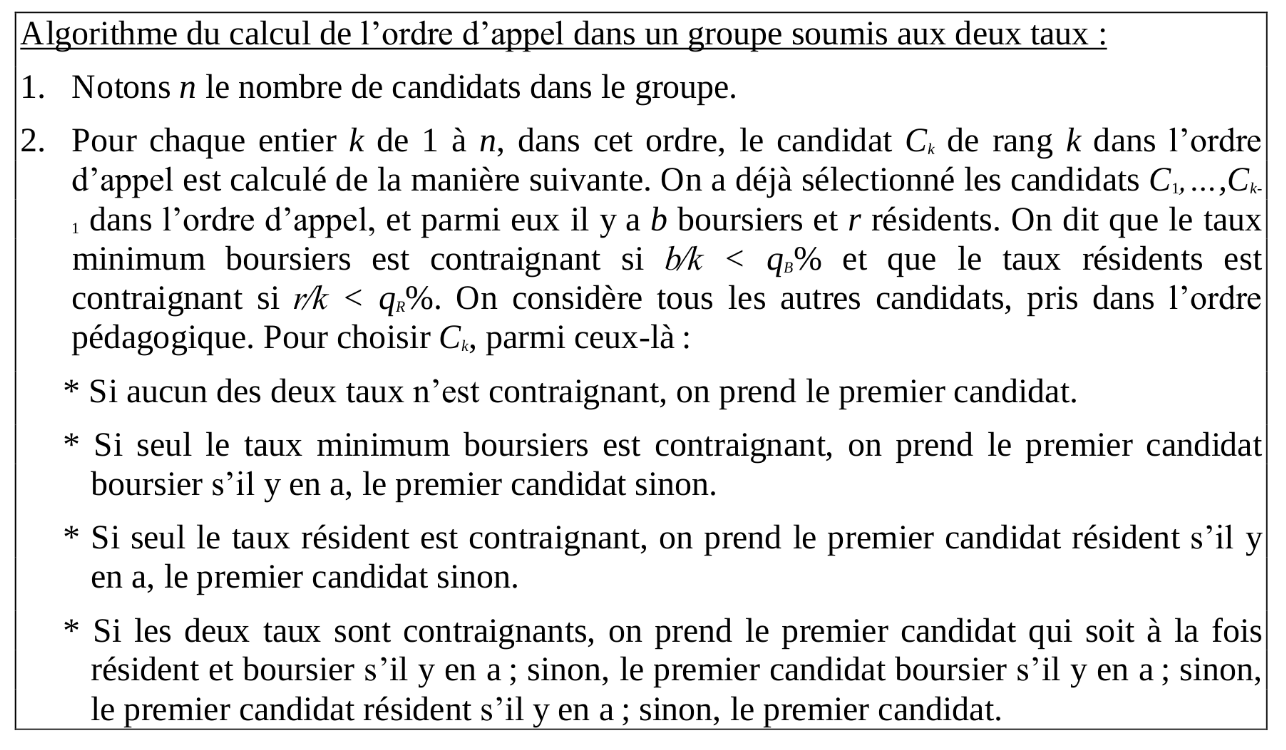 Algorithme du calcul de l’ordre d’appel dans un groupe soumis aux deux taux :
1. Notons n le nombre de candidats dans le groupe.
2. Pour chaque entier k de 1 à n, dans cet ordre, le candidat Ck de rang k dans l’ordre
d’appel est calculé de la manière suivante. On a déjà sélectionné les candidats C1,…,Ck-
1 dans l’ordre d’appel, et parmi eux il y a b boursiers et r résidents. On dit que le taux
minimum boursiers est contraignant si b/k < qB% et que le taux résidents est
contraignant si r/k < qR%. On considère tous les autres candidats, pris dans l’ordre
pédagogique. Pour choisir Ck, parmi ceux-là :
* Si aucun des deux taux n’est contraignant, on prend le premier candidat.
* Si seul le taux minimum boursiers est contraignant, on prend le premier candidat
boursier s’il y en a, le premier candidat sinon.
* Si seul le taux résident est contraignant, on prend le premier candidat résident s’il y
en a, le premier candidat sinon.
* Si les deux taux sont contraignants, on prend le premier candidat qui soit à la fois
résident et boursier s’il y en a ; sinon, le premier candidat boursier s’il y en a ; sinon,
le premier candidat résident s’il y en a ; sinon, le premier candidat.